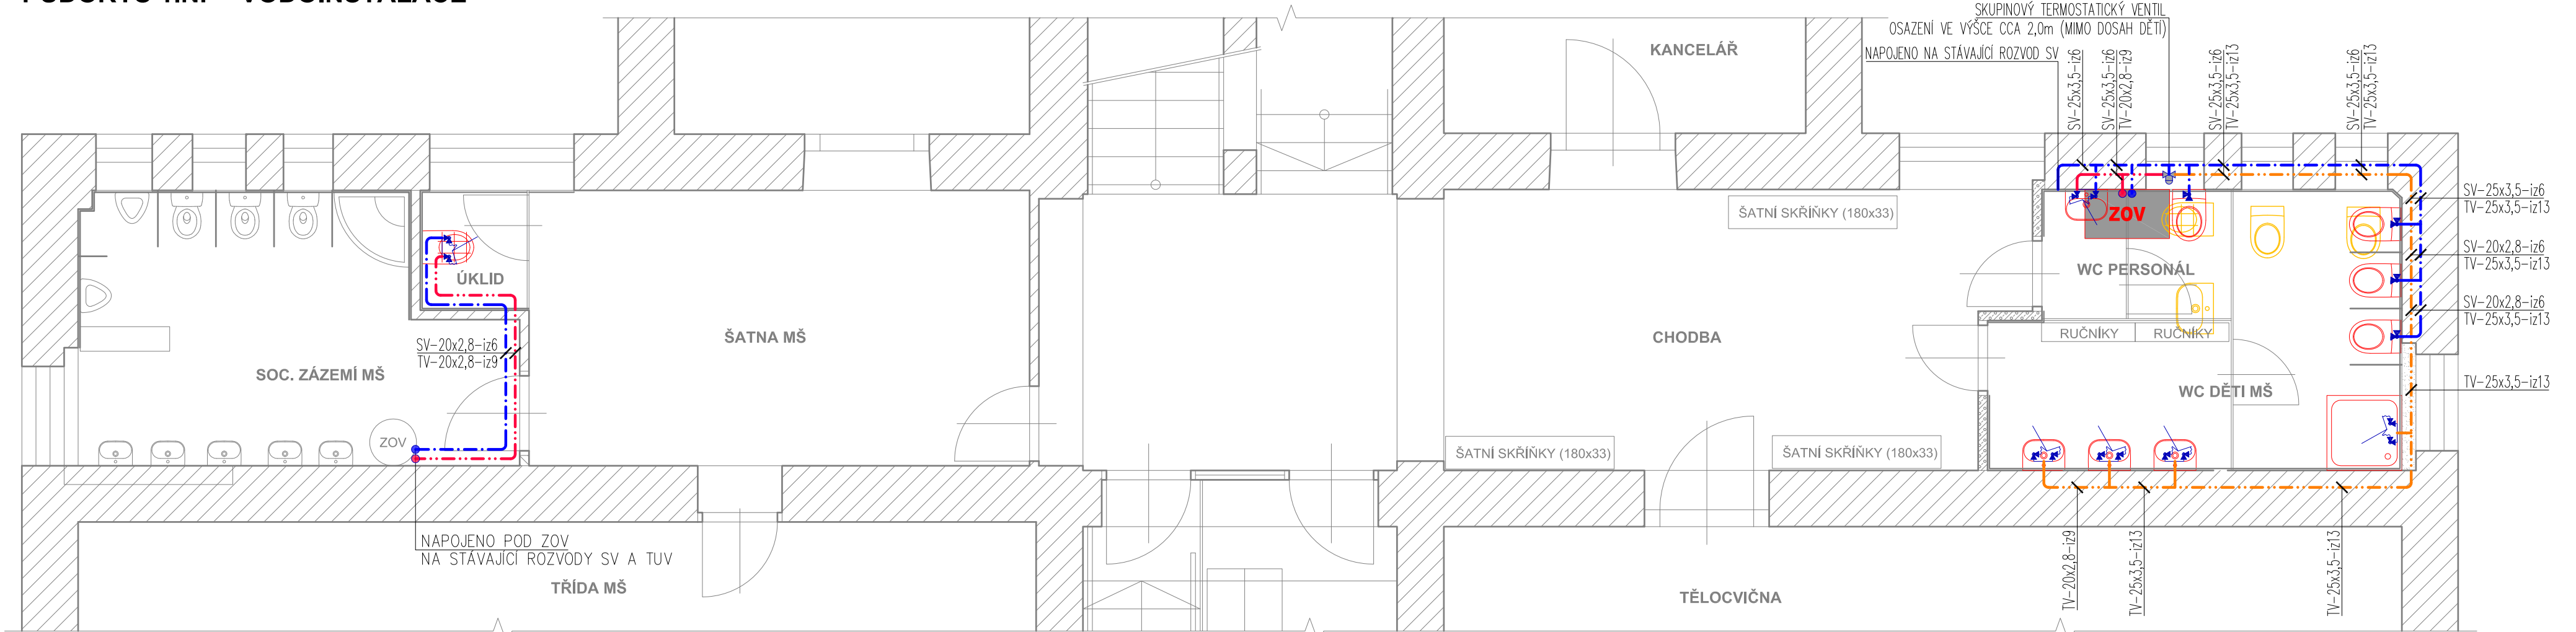 SKUPINOVÝ TERMOSTATICKÝ VENTIL
OSAZENÍ VE VÝŠCE CCA 2,0m (MIMO DOSAH DĚTÍ)
NAPOJENO NA STÁVAJÍCÍ ROZVOD SV
SV-25x3,5-iz6
SV-25x3,5-iz6
TV-20x2,8-iz9
SV-25x3,5-iz6
TV-25x3,5-iz13
SV-25x3,5-iz6
TV-25x3,5-iz13
KANCELÁŘ
SV-25x3,5-iz6
TV-25x3,5-iz13
ŠATNÍ SKŘÍŇKY (180x33)
ZOV
SV-20x2,8-iz6
TV-25x3,5-iz13
WC PERSONÁL
ÚKLID
SV-20x2,8-iz6
TV-25x3,5-iz13
RUČNÍKY
RUČNÍKY
ŠATNA MŠ
CHODBA
SV-20x2,8-iz6
TV-20x2,8-iz9
SOC. ZÁZEMÍ MŠ
TV-25x3,5-iz13
WC DĚTI MŠ
ZOV
ŠATNÍ SKŘÍŇKY (180x33)
ŠATNÍ SKŘÍŇKY (180x33)
NAPOJENO POD ZOV
NA STÁVAJÍCÍ ROZVODY SV A TUV
TV-20x2,8-iz9
TV-25x3,5-iz13
TV-25x3,5-iz13
TŘÍDA MŠ
TĚLOCVIČNA